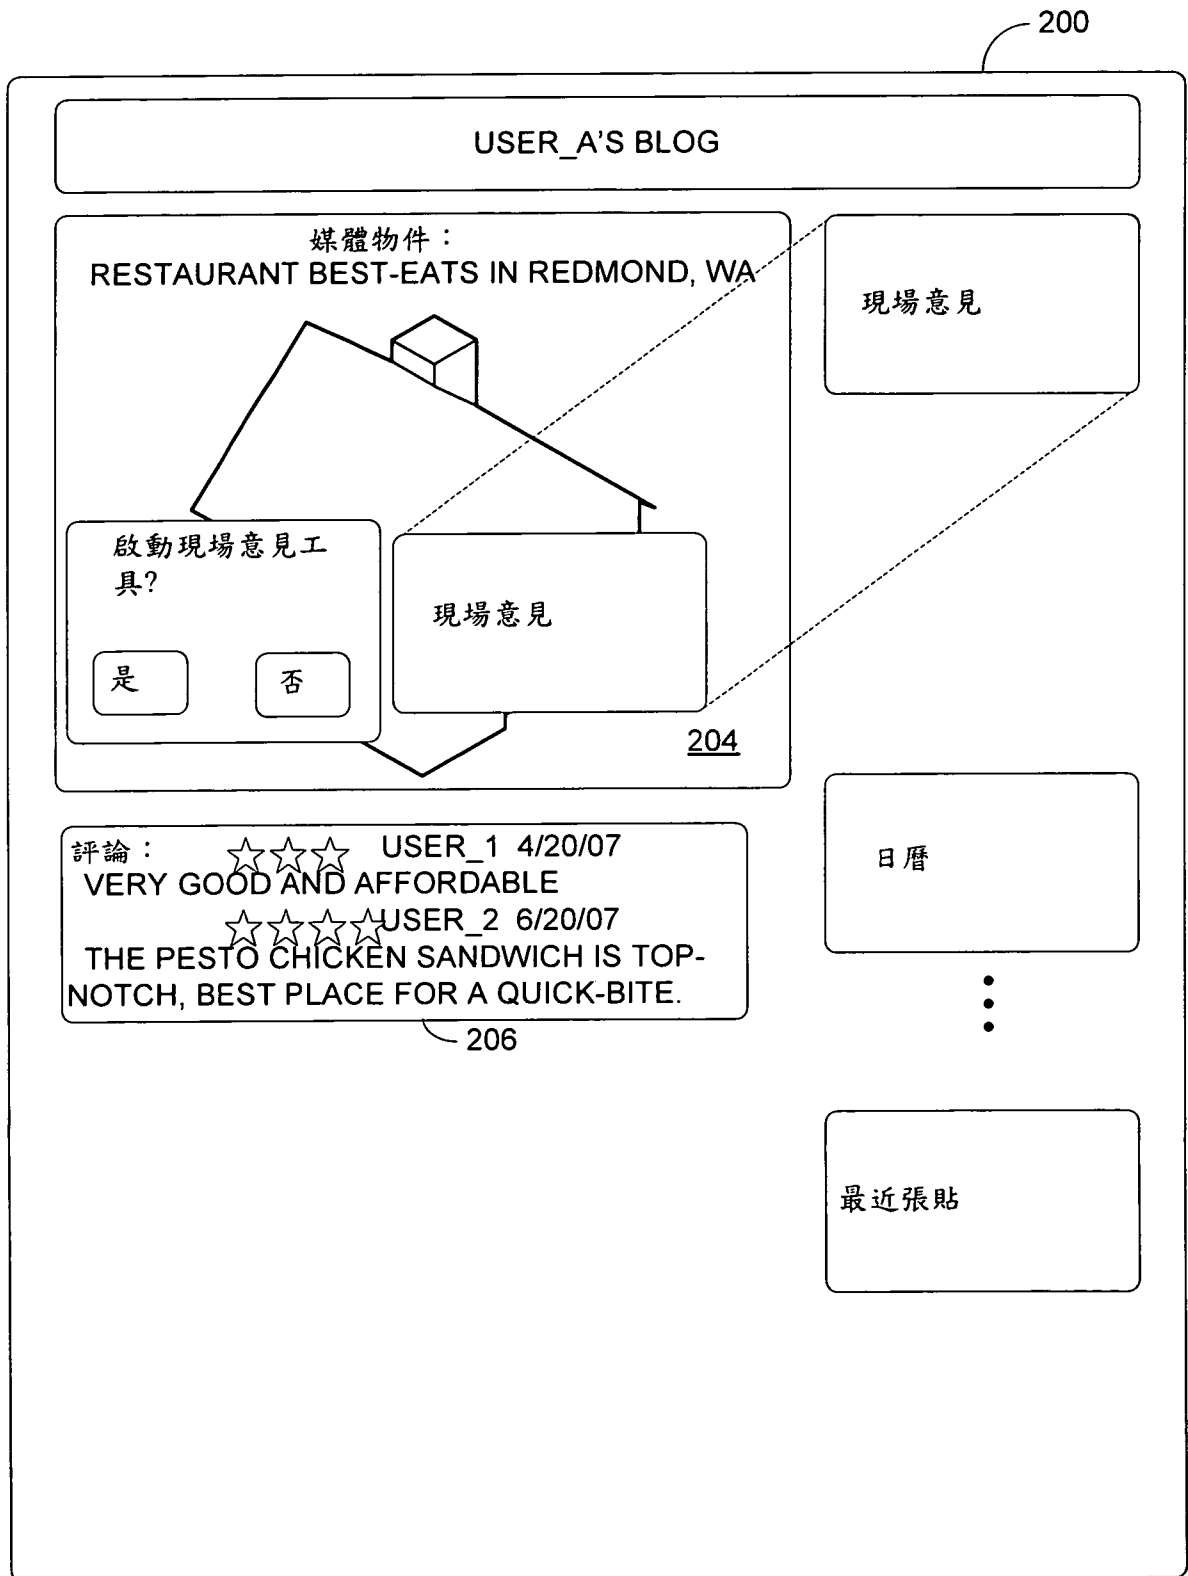 200
USER_A'S BLOG
媒體物件：
RESTAURANT BEST-EATS IN REDMOND, WA
現場意見
啟動現場意見工
具?
是
否
現場意見
204
評論：
USER_1 4/20/07
VERY GOOD AND AFFORDABLE
USER_2 6/20/07
THE PESTO CHICKEN SANDWICH IS TOP-
NOTCH, BEST PLACE FOR A QUICK-BITE.
206
日曆
最近張貼